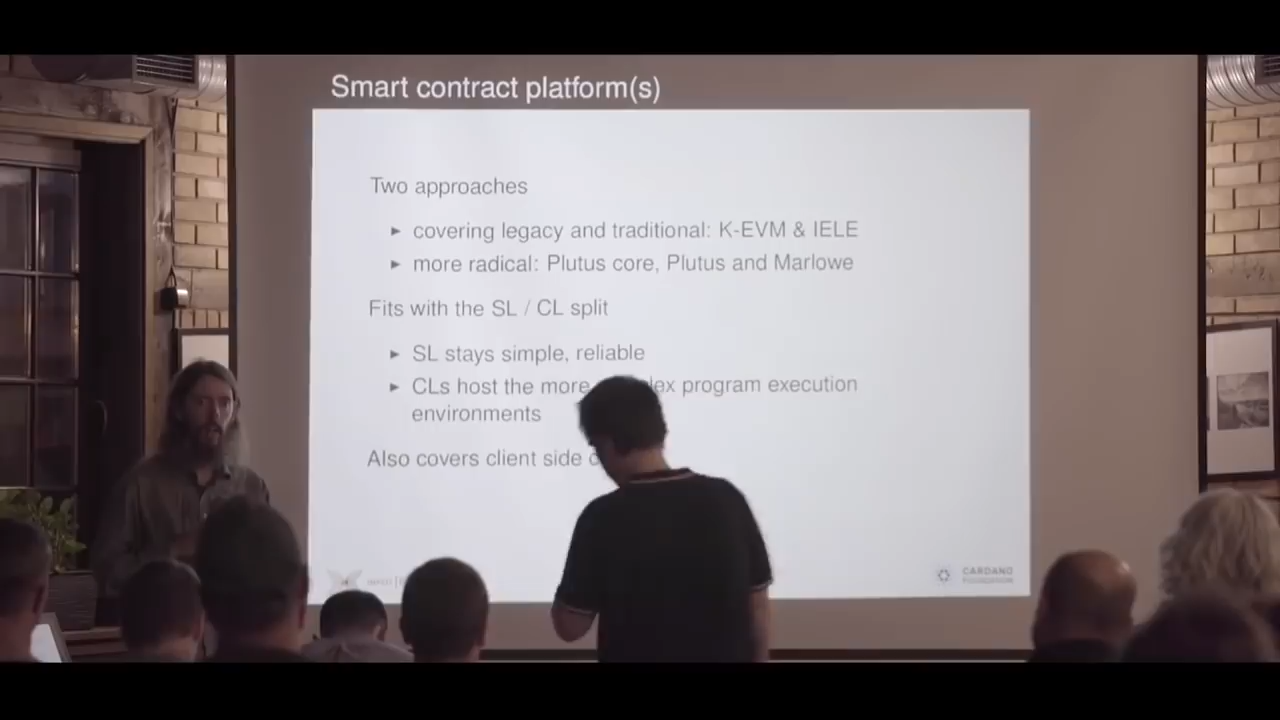 Smart contract platform(s)
Two approaches
► covering legacy and traditional: K-EVM & IELE
► more radical: Plutus core, Plutus and Marlowe
Fits with the SL / CL split
► SL stays simple, reliable
► CLs host the more program execution
environments
Also covers client side
CARDANO
FOUNDATION